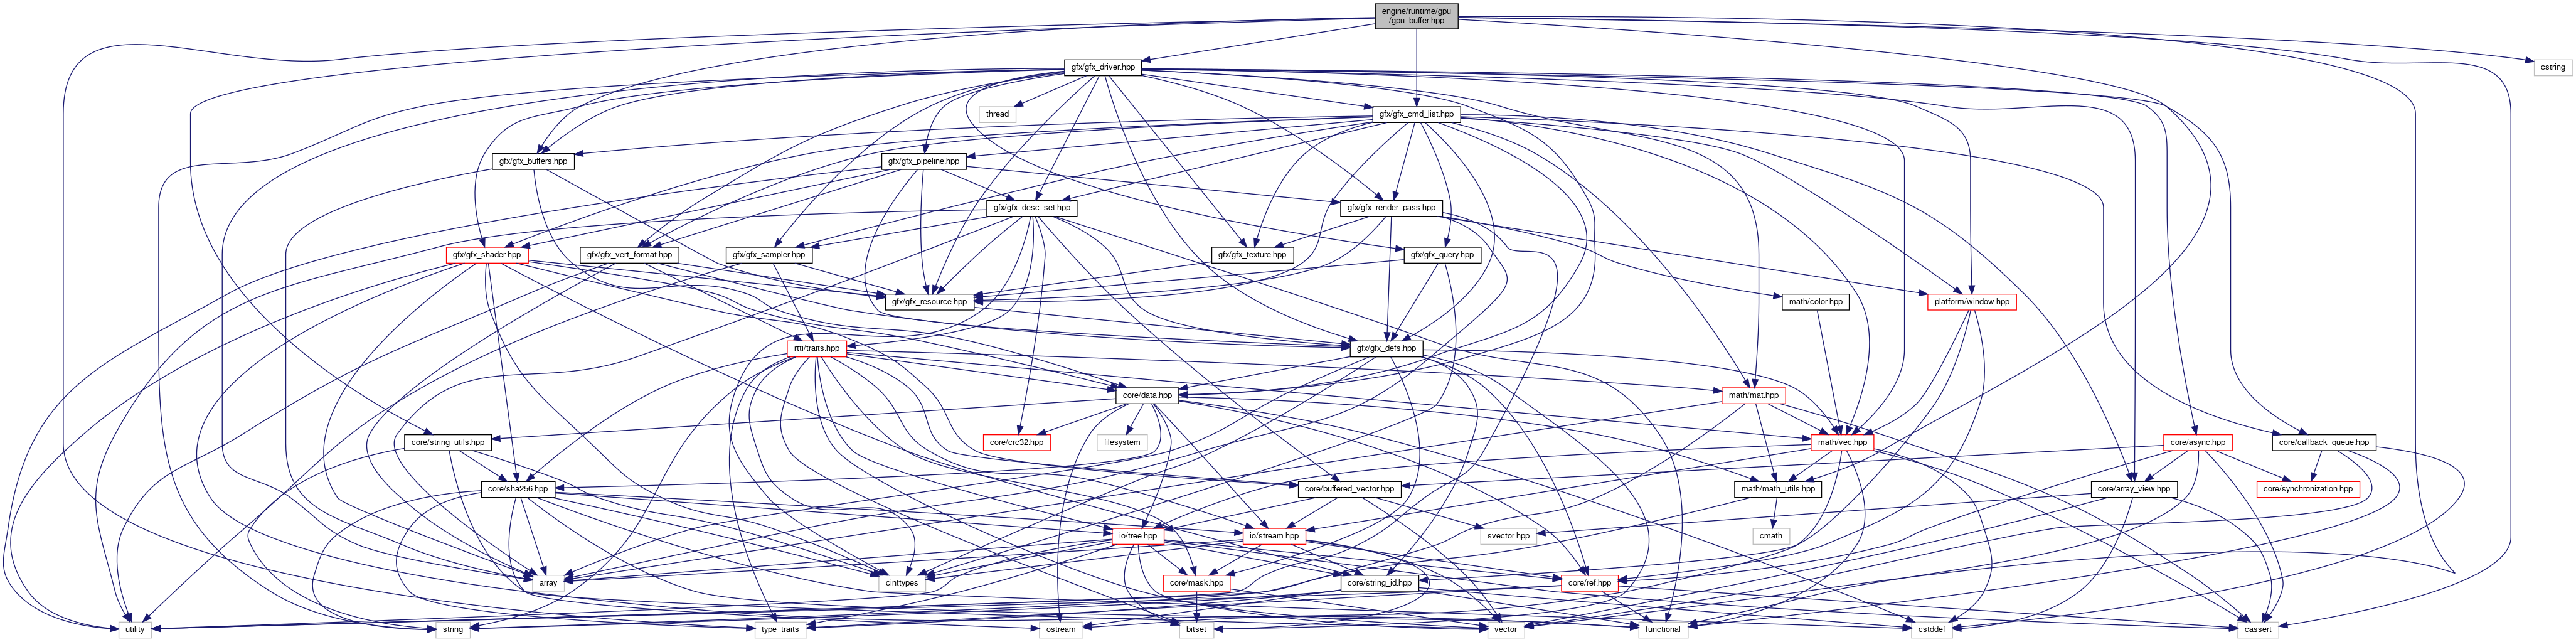 engine/runtime/gpu
/gpu_buffer.hpp
gfx/gfx_driver.hpp
cstring
thread
gfx/gfx_cmd_list.hpp
gfx/gfx_buffers.hpp
gfx/gfx_pipeline.hpp
gfx/gfx_desc_set.hpp
gfx/gfx_render_pass.hpp
gfx/gfx_shader.hpp
gfx/gfx_vert_format.hpp
gfx/gfx_sampler.hpp
gfx/gfx_texture.hpp
gfx/gfx_query.hpp
gfx/gfx_resource.hpp
math/color.hpp
platform/window.hpp
rtti/traits.hpp
gfx/gfx_defs.hpp
core/data.hpp
math/mat.hpp
core/string_utils.hpp
core/crc32.hpp
filesystem
math/vec.hpp
core/async.hpp
core/callback_queue.hpp
core/sha256.hpp
core/buffered_vector.hpp
math/math_utils.hpp
core/array_view.hpp
core/synchronization.hpp
io/tree.hpp
io/stream.hpp
svector.hpp
cmath
array
cinttypes
core/mask.hpp
core/string_id.hpp
core/ref.hpp
utility
string
type_traits
ostream
bitset
vector
functional
cstddef
cassert